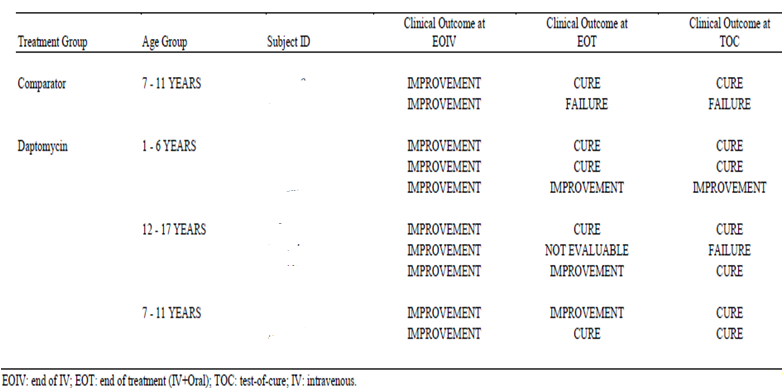 Clinical Outcome at Clinical Outcome at Clinical Outcome at
Treatment Group Age Group Subject ID EOIV EOT TOC
Comparator 7 - 11 YEARS IMPROVEMENT CURE CURE
IMPROVEMENT FAILURE FAILURE
Daptomycin 1 - 6 YEARS IMPROVEMENT CURE CURE
IMPROVEMENT CURE CURE
IMPROVEMENT IMPROVEMENT IMPROVEMENT
12 - 17 YEARS IMPROVEMENT CURE CURE
IMPROVEMENT NOT EVALUABLE FAILURE
IMPROVEMENT IMPROVEMENT CURE
7 - 11 YEARS IMPROVEMENT IMPROVEMENT CURE
IMPROVEMENT CURE CURE
EOIV: end of IV; EOT: end of treatment (IV+Oral); TOC: test-of-cure; IV: intravenous.